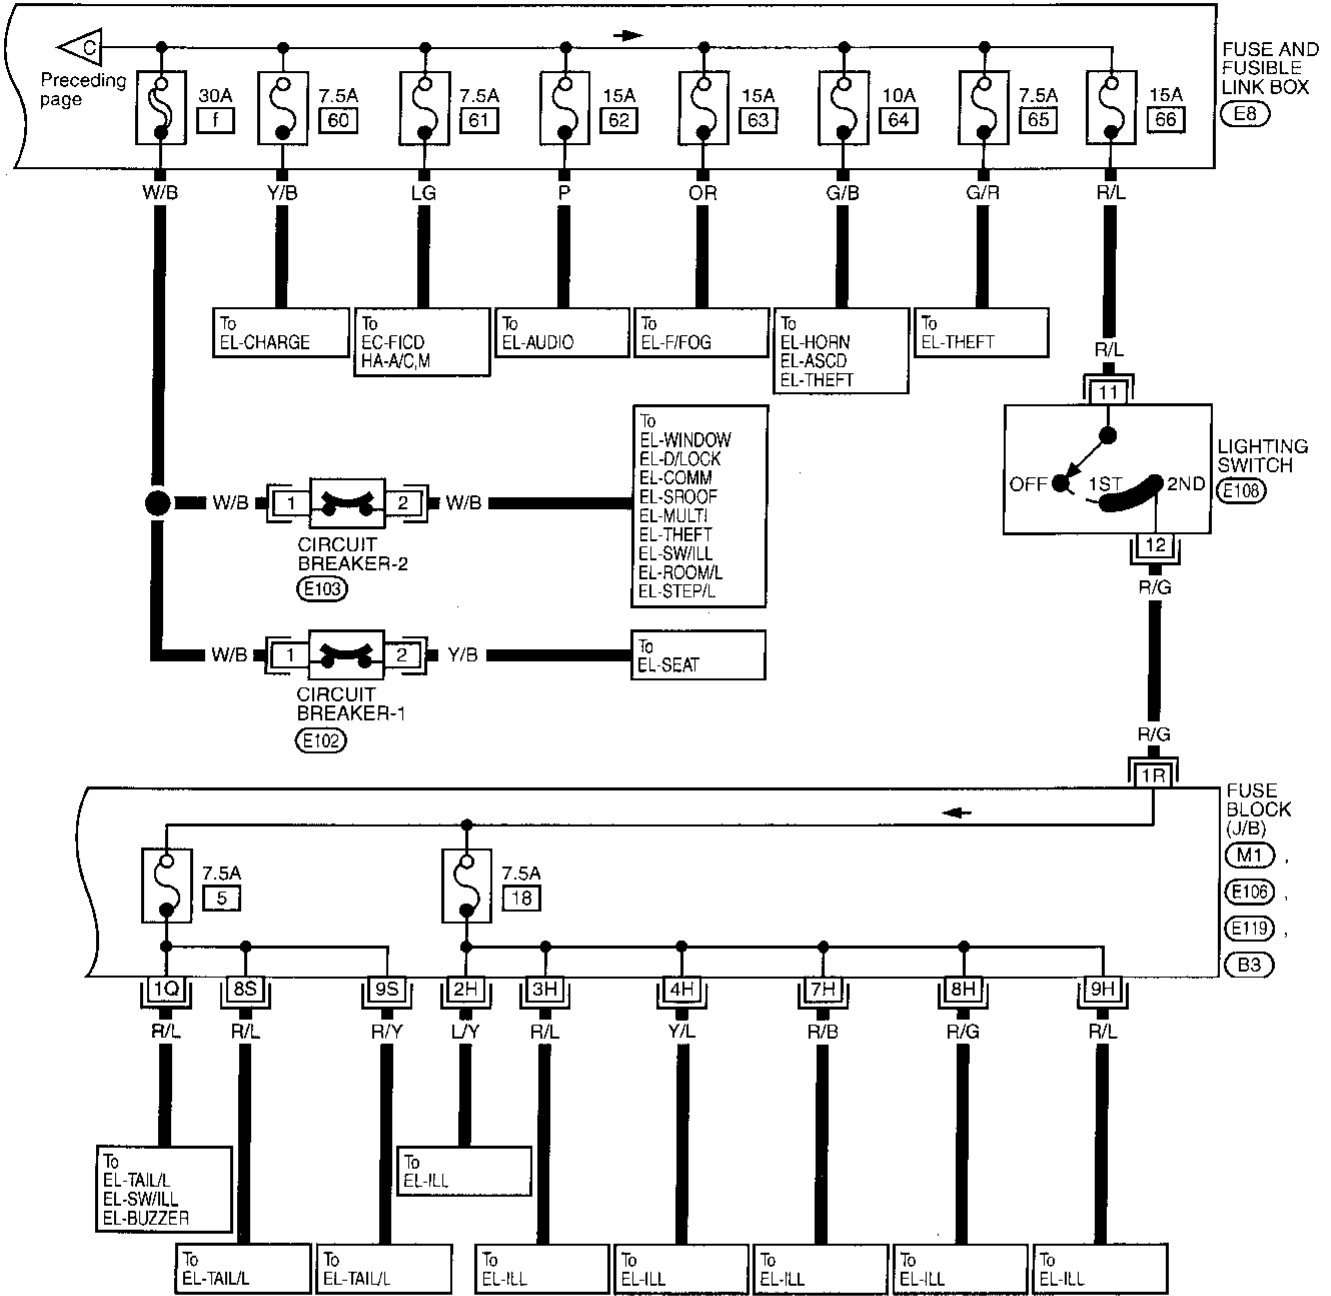 C
Preceding
page
30A
f
7.5A
60
7.5A
61
15A
62
15A
63
10A
64
7.5A
65
15A
66
FUSE AND
FUSIBLE
LINK BOX
E8
W/B
Y/B
LG
P
OR
G/B
G/R
R/L
To
EL-CHARGE
To
EC-FICD
HA-A/C,M
To
EL-AUDIO
To
EL-F/FOG
To
EL-HORN
EL-ASCD
EL-THEFT
To
EL-THEFT
R/L
11
OFF
1ST
2ND
LIGHTING
SWITCH
E108
12
R/G
W/B
1
2
W/B
CIRCUIT
BREAKER-2
E103
To
EL-WINDOW
EL-D/LOCK
EL-COMM
EL-SROOF
EL-MULTI
EL-THEFT
EL-SW/ILL
EL-ROOM/L
EL-STEP/L
W/B
1
2
Y/B
CIRCUIT
BREAKER-1
E102
To
EL-SEAT
R/G
1R
FUSE
BLOCK
(J/B)
M1 ,
E106 ,
E119 ,
B3
7.5A
5
7.5A
18
1Q
8S
9S
2H
3H
4H
7H
8H
9H
R/L
R/L
R/Y
L/Y
R/L
Y/L
R/B
R/G
R/L
To
EL-TAIL/L
EL-SW/ILL
EL-BUZZER
To
EL-ILL
To
EL-TAIL/L
To
EL-TAIL/L
To
EL-ILL
To
EL-ILL
To
EL-ILL
To
EL-ILL
To
EL-ILL